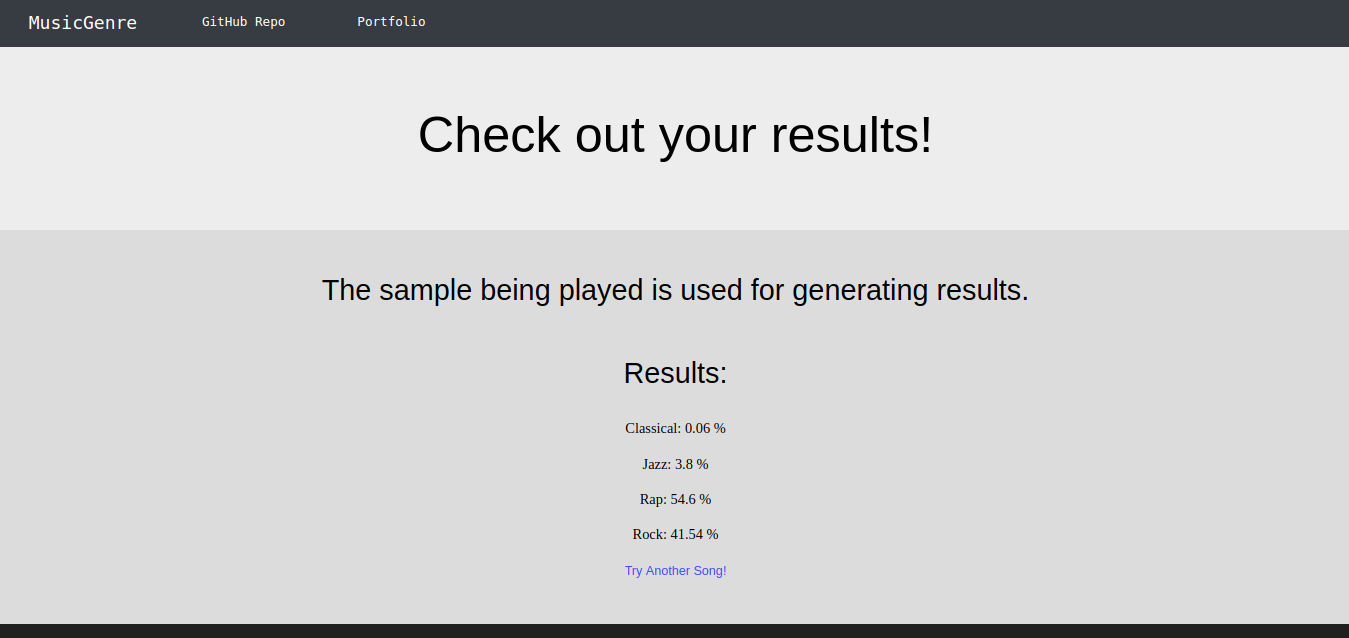 MusicGenre GitHub Repo Portfolio
Check out your results!
The sample being played is used for generating results.
Results:
Classical: 0.06 %
Jazz: 3.8 %
Rap: 54.6 %
Rock: 41.54 %
Try Another Song!